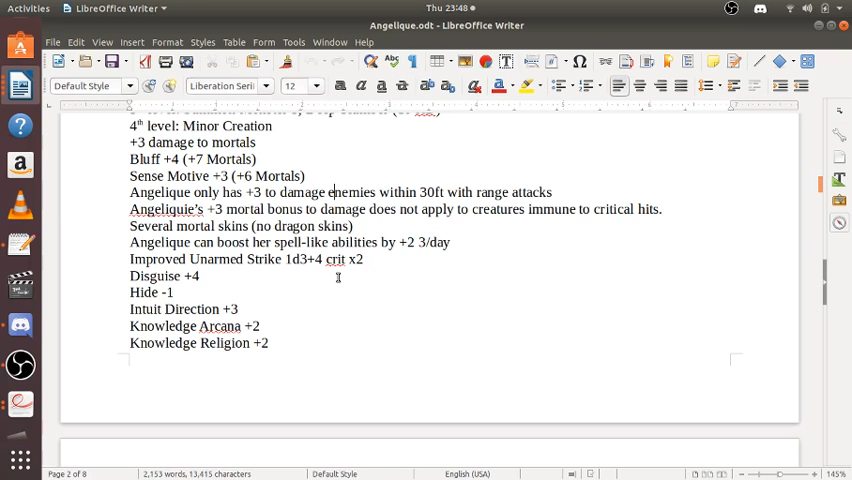 Activities LibreOffice Writer Thu 23:48
Angelique.odt - LibreOffice Writer
File Edit View Insert Format Styles Table Form Tools Window Help
Default Style Liberation Seri 12
4th level: Minor Creation
+3 damage to mortals
Bluff +4 (+7 Mortals)
Sense Motive +3 (+6 Mortals)
Angelique only has +3 to damage enemies within 30ft with range attacks
Angeliquie's +3 mortal bonus to damage does not apply to creatures immune to critical hits.
Several mortal skins (no dragon skins)
Angelique can boost her spell-like abilities by +2 3/day
Improved Unarmed Strike 1d3+4 crit x2
Disguise +4
Hide -1
Intuit Direction +3
Knowledge Arcana +2
Knowledge Religion +2
Page 2 of 8 2,153 words, 13,415 characters Default Style English (USA) 145%